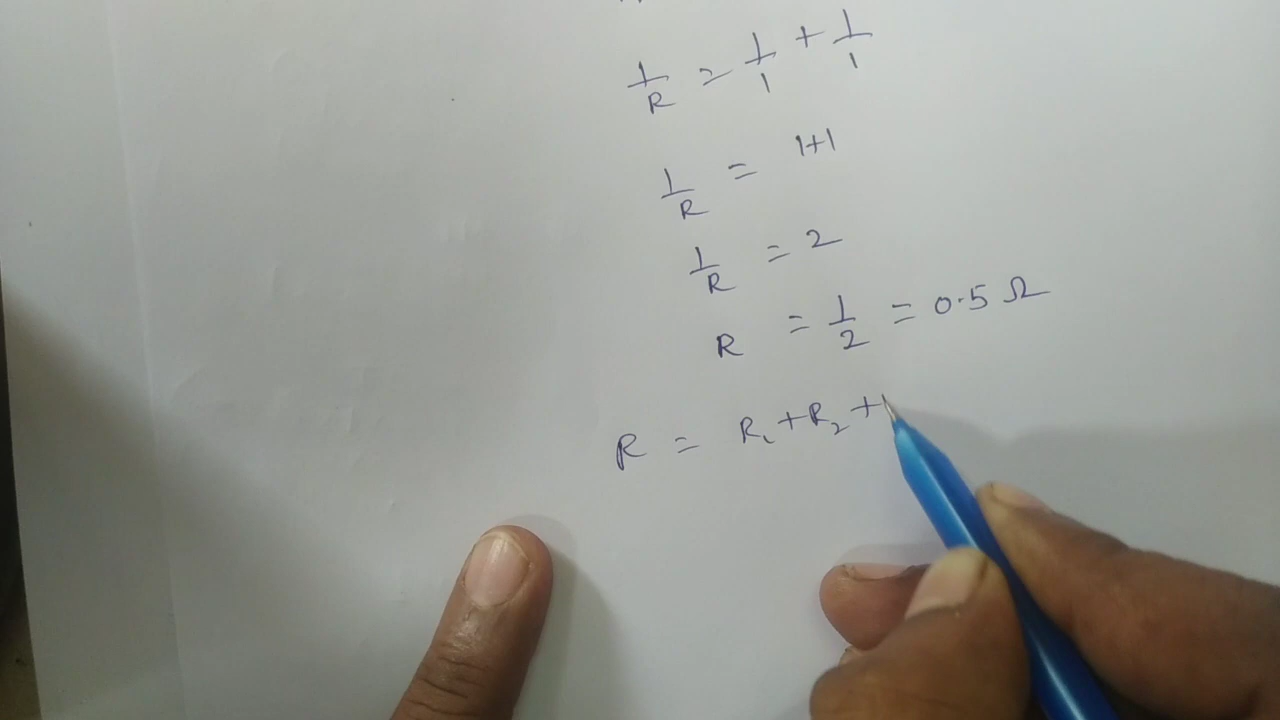 1/R = 1/1 + 1/1
1/R = 1+1
1/R = 2
R = 1/2 = 0.5 Ω
R = R₁ + R₂ +